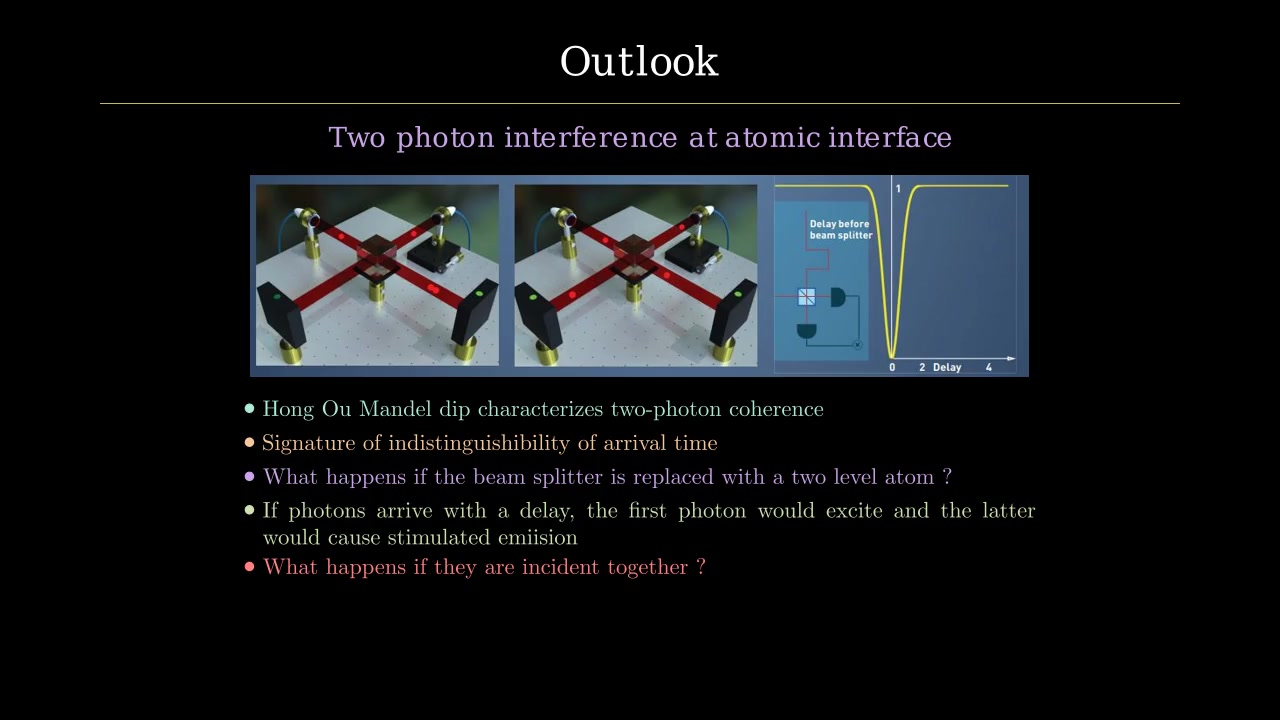 Outlook
Two photon interference at atomic interface
1
Delay before
beam splitter
0 2 Delay 4
● Hong Ou Mandel dip characterizes two-photon coherence
● Signature of indistinguishibility of arrival time
● What happens if the beam splitter is replaced with a two level atom ?
● If photons arrive with a delay, the first photon would excite and the latter
would cause stimulated emiision
● What happens if they are incident together ?